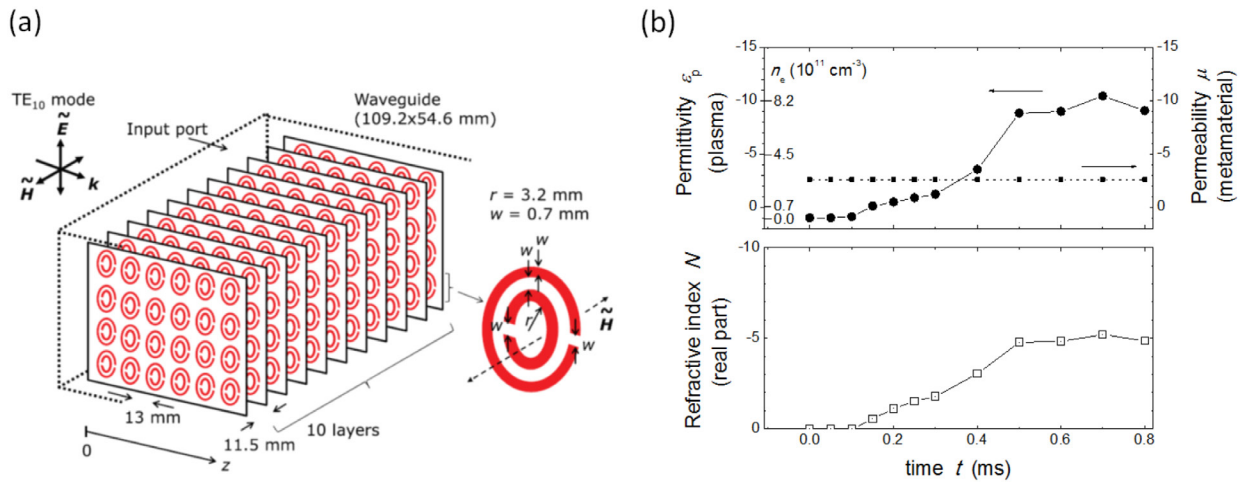 (a)
TE10 mode
Ẽ
H̃
k
Input port
Waveguide
(109.2x54.6 mm)
r = 3.2 mm
w = 0.7 mm
w
w
r
w
w
H̃
13 mm
11.5 mm
10 layers
0
z
(b)
-15
-10
-5
0
Permittivity εp
(plasma)
ne (10^11 cm^-3)
8.2
4.5
0.7
0.0
-15
-10
-5
0
Permeability μ
(metamaterial)
-10
-5
0
Refractive index N
(real part)
0.0
0.2
0.4
0.6
0.8
time t (ms)